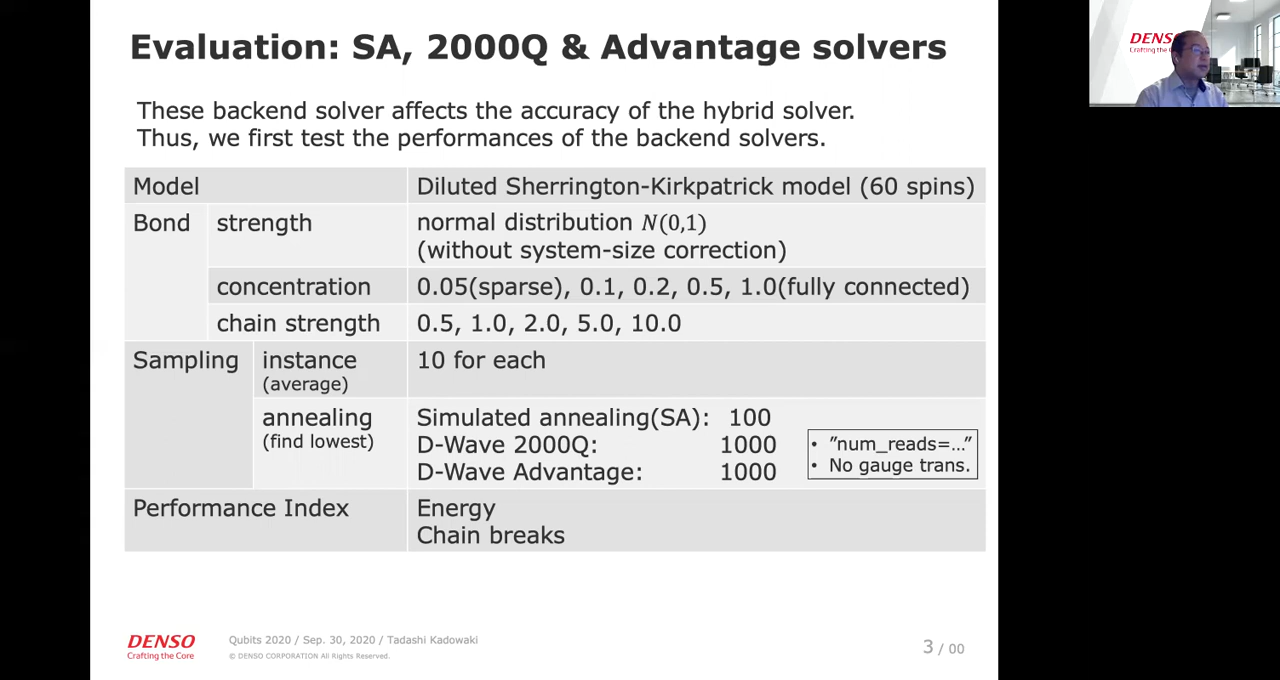 Evaluation: SA, 2000Q & Advantage solvers
These backend solver affects the accuracy of the hybrid solver.
Thus, we first test the performances of the backend solvers.
Model
Diluted Sherrington-Kirkpatrick model (60 spins)
Bond
strength
normal distribution N(0,1)
(without system-size correction)
concentration
0.05(sparse), 0.1, 0.2, 0.5, 1.0(fully connected)
chain strength
0.5, 1.0, 2.0, 5.0, 10.0
Sampling
instance
(average)
10 for each
annealing
(find lowest)
Simulated annealing(SA): 100
D-Wave 2000Q: 1000
D-Wave Advantage: 1000
• ”num_reads=...”
• No gauge trans.
Performance Index
Energy
Chain breaks
DENSO
Crafting the Core
Qubits 2020 / Sep. 30, 2020 / Tadashi Kadowaki
© DENSO CORPORATION All Rights Reserved.
3 / 00
DENSO
Crafting the